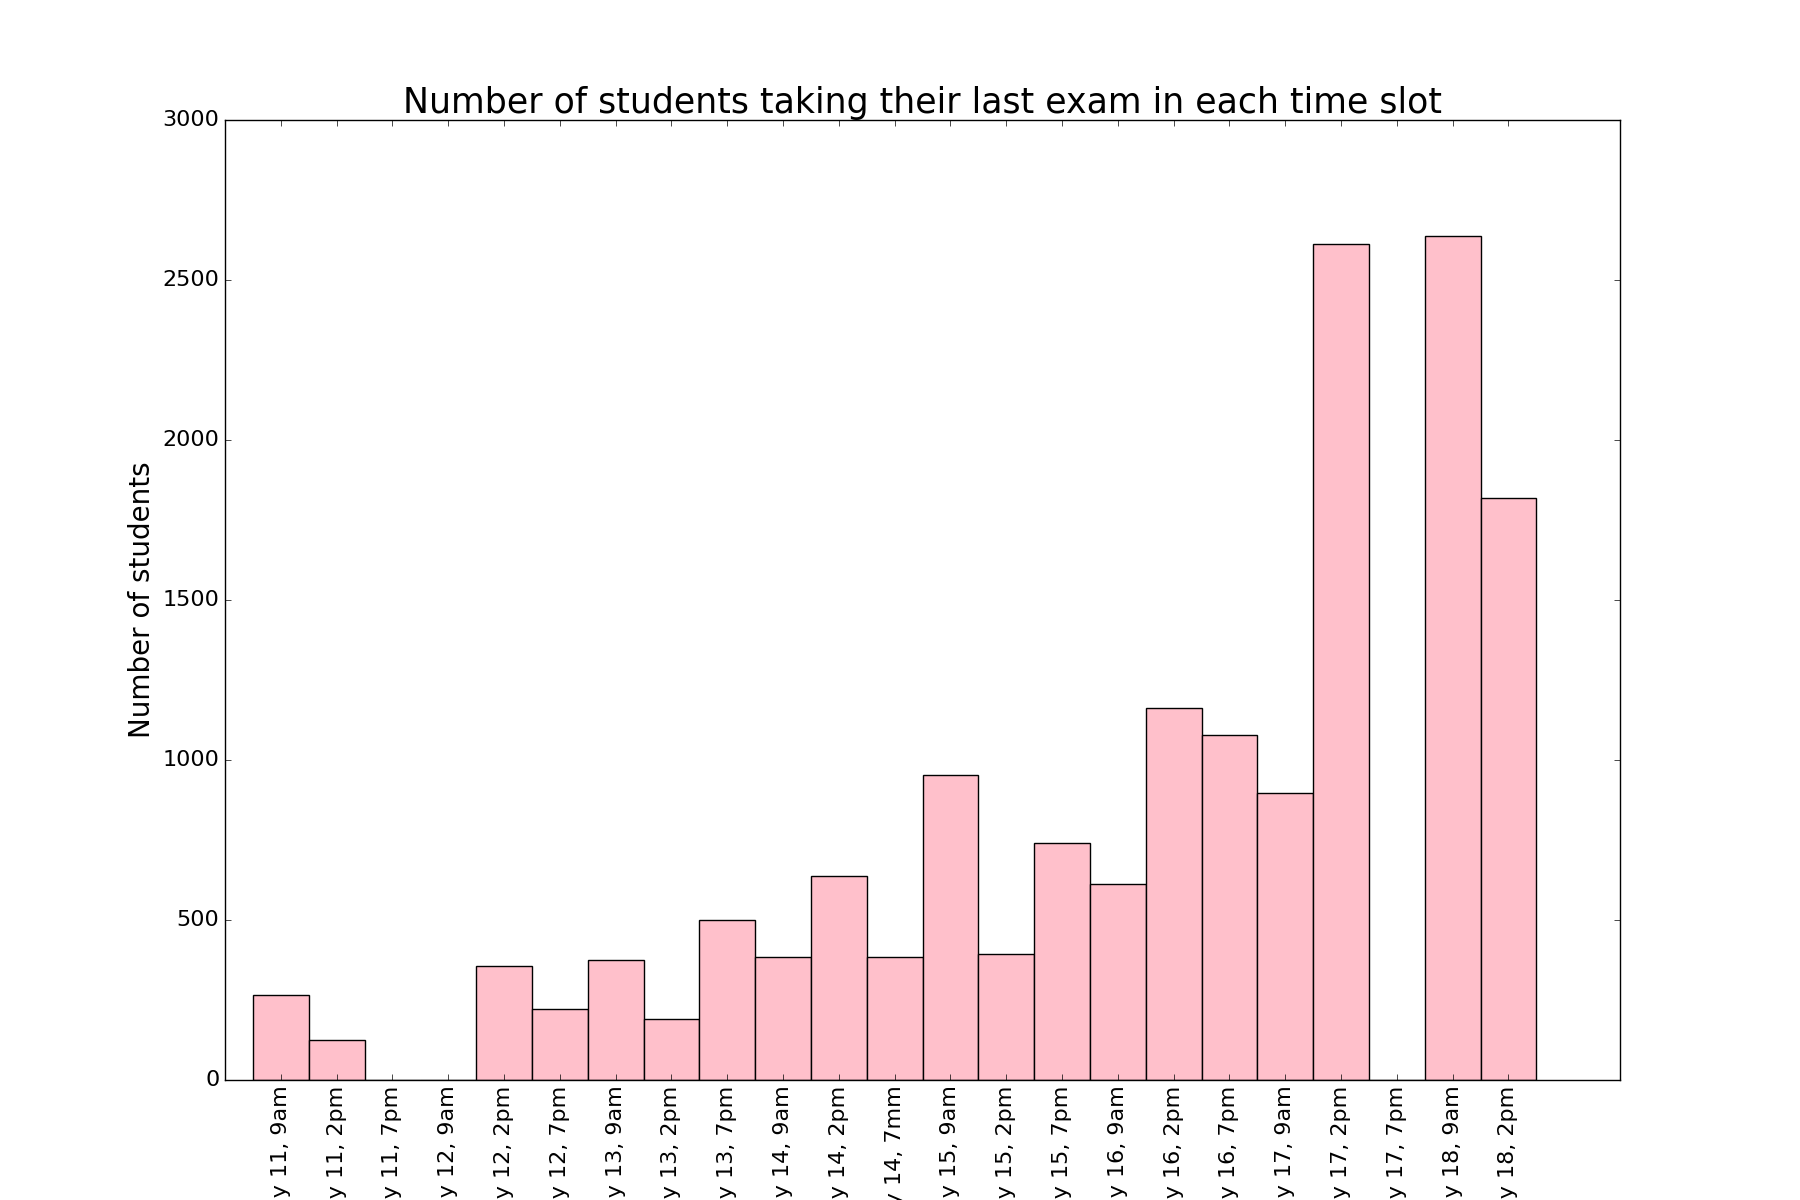 Number of students taking their last exam in each time slot
Number of students
3000
2500
2000
1500
1000
500
0
y 11, 9am
y 11, 2pm
y 11, 7pm
y 12, 9am
y 12, 2pm
y 12, 7pm
y 13, 9am
y 13, 2pm
y 13, 7pm
y 14, 9am
y 14, 2pm
y 14, 7mm
y 15, 9am
y 15, 2pm
y 15, 7pm
y 16, 9am
y 16, 2pm
y 16, 7pm
y 17, 9am
y 17, 2pm
y 17, 7pm
y 18, 9am
y 18, 2pm